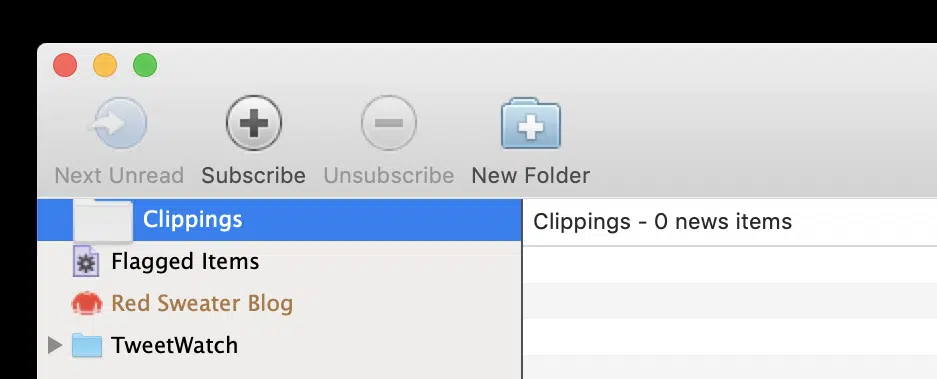 Next Unread Subscribe Unsubscribe New Folder
Clippings
Clippings - 0 news items
Flagged Items
Red Sweater Blog
TweetWatch